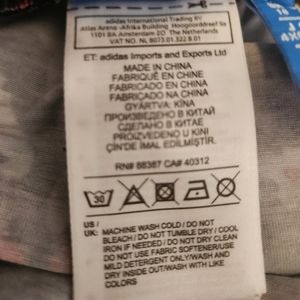 adidas International Trading BV
Atlas Arena -Afrika Building Hoogoorddreef 9a
1101 BA Amsterdam ZO The Netherlands
VAT NO. NL 8073.01.322 B 01
ET: adidas Imports and Exports Ltd
MADE IN CHINA
FABRIQUÉ EN CHINE
FABRICADO EN CHINA
FABRICADO NA CHINA
GYÁRTVA: KÍNA
ПРОИЗВЕДЕНО В КИТАЙ
СДЕЛАНО В КИТАЕ
PROIZVEDENO U KINI
ÇİN'DE İMAL EDİLMİŞTİR.
RN# 88387 CA# 40312
30
US /
UK: MACHINE WASH COLD / DO NOT
BLEACH / DO NOT TUMBLE DRY / COOL
IRON IF NEEDED / DO NOT DRY CLEAN
DO NOT USE FABRIC SOFTENER/USE
MILD DETERGENT ONLY/WASH AND
DRY INSIDE OUT/WASH WITH LIKE
COLORS